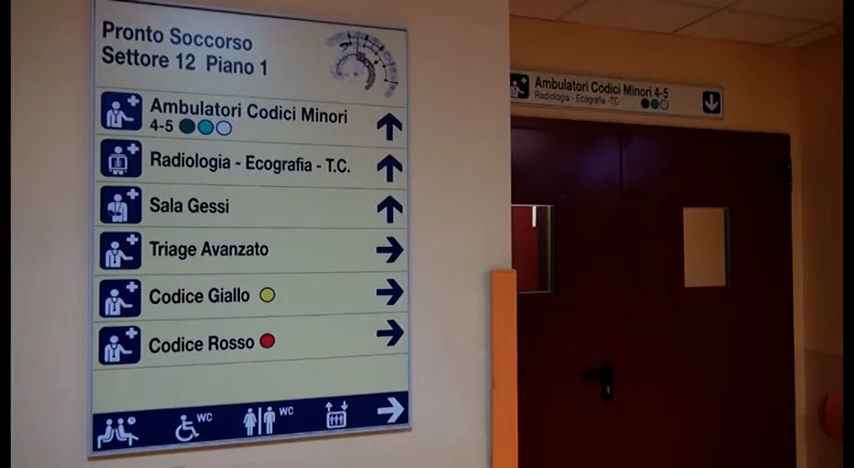 Pronto Soccorso
Settore 12 Piano 1
Ambulatori Codici Minori
4-5
Radiologia - Ecografia - T.C.
Sala Gessi
Triage Avanzato
Codice Giallo
Codice Rosso
WC
WC
Ambulatori Codici Minori 4-5
Radiologia - Ecografia - TC